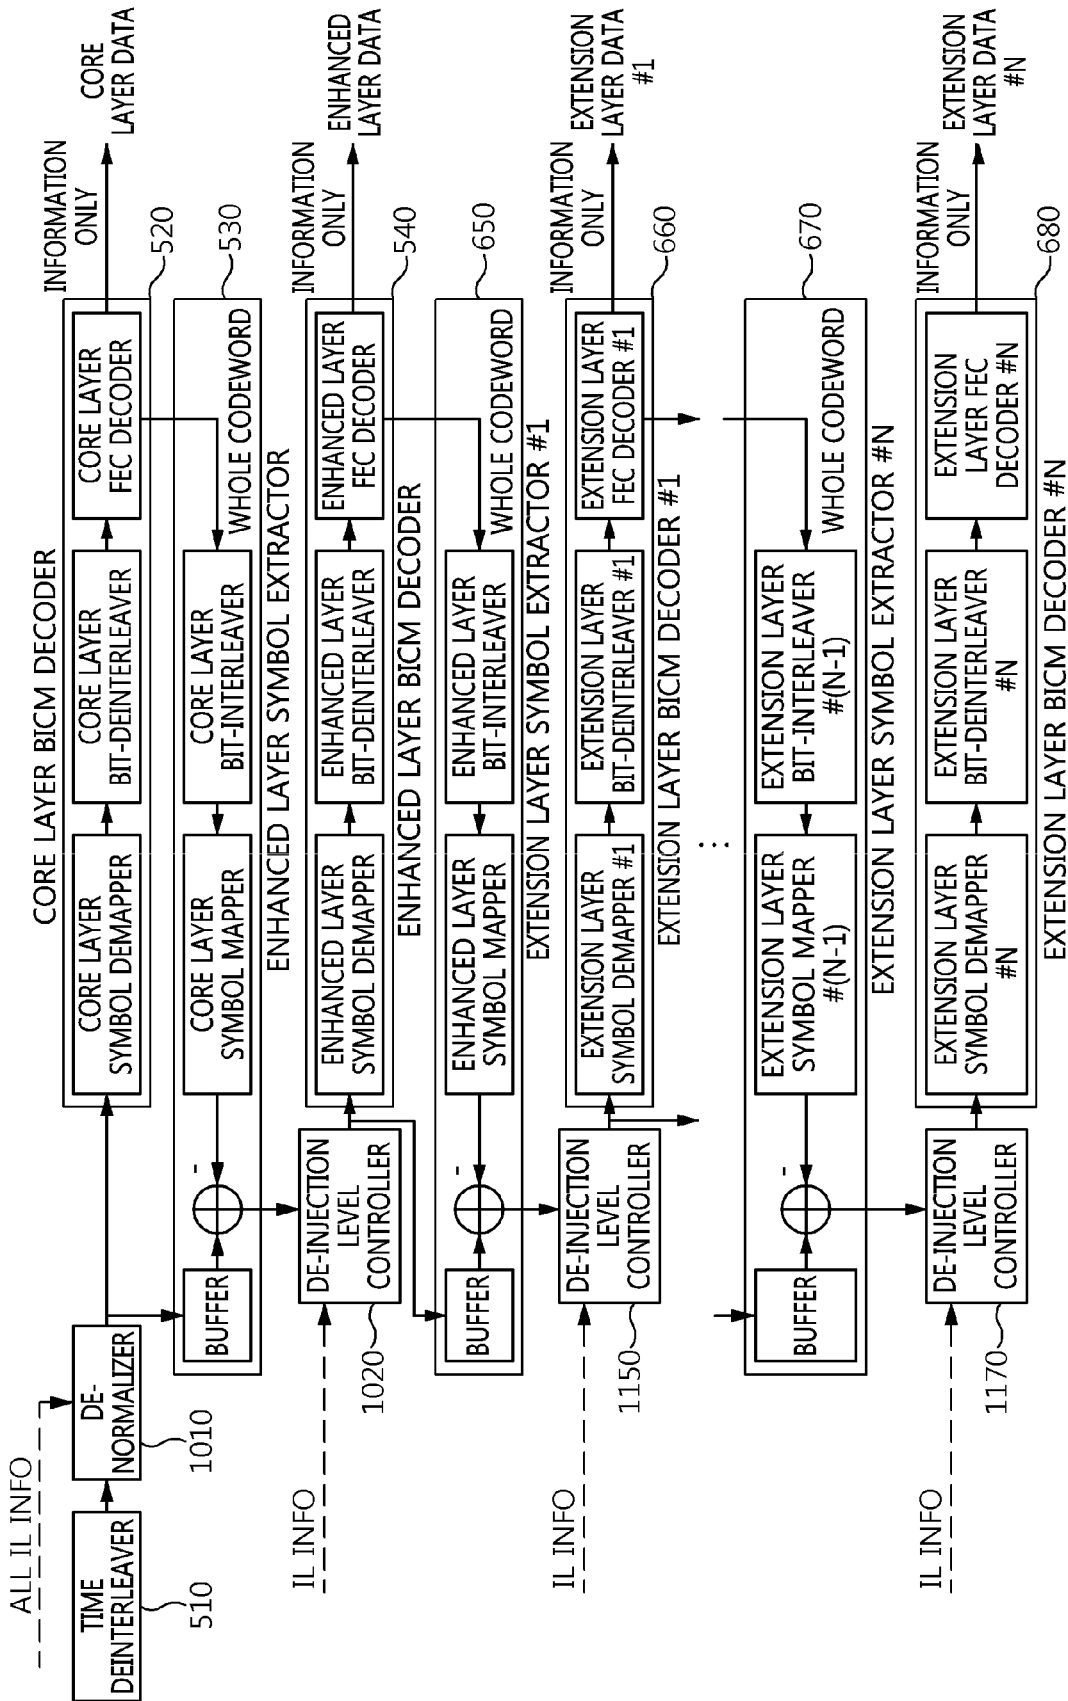 ALL IL INFO
TIME
DEINTERLEAVER
510
DE-
NORMALIZER
1010
CORE LAYER BICM DECODER
CORE LAYER
SYMBOL DEMAPPER
CORE LAYER
BIT-DEINTERLEAVER
CORE LAYER
FEC DECODER
INFORMATION
ONLY
CORE
LAYER DATA
520
BUFFER
-
CORE LAYER
SYMBOL MAPPER
CORE LAYER
BIT-INTERLEAVER
WHOLE CODEWORD
530
ENHANCED LAYER SYMBOL EXTRACTOR
IL INFO
DE-INJECTION
LEVEL
CONTROLLER
1020
ENHANCED LAYER
SYMBOL DEMAPPER
ENHANCED LAYER
BIT-DEINTERLEAVER
ENHANCED LAYER
FEC DECODER
INFORMATION
ONLY
ENHANCED
LAYER DATA
540
ENHANCED LAYER BICM DECODER
BUFFER
-
ENHANCED LAYER
SYMBOL MAPPER
ENHANCED LAYER
BIT-INTERLEAVER
WHOLE CODEWORD
650
EXTENSION LAYER SYMBOL EXTRACTOR #1
IL INFO
DE-INJECTION
LEVEL
CONTROLLER
1150
EXTENSION LAYER
SYMBOL DEMAPPER #1
EXTENSION LAYER
BIT-DEINTERLEAVER #1
EXTENSION LAYER
FEC DECODER #1
INFORMATION
ONLY
EXTENSION
LAYER DATA
#1
660
EXTENSION LAYER BICM DECODER #1
...
BUFFER
-
EXTENSION LAYER
SYMBOL MAPPER
#(N-1)
EXTENSION LAYER
BIT-INTERLEAVER
#(N-1)
WHOLE CODEWORD
670
EXTENSION LAYER SYMBOL EXTRACTOR #N
IL INFO
DE-INJECTION
LEVEL
CONTROLLER
1170
EXTENSION LAYER
SYMBOL DEMAPPER
#N
EXTENSION LAYER
BIT-DEINTERLEAVER
#N
EXTENSION
LAYER FEC
DECODER #N
INFORMATION
ONLY
EXTENSION
LAYER DATA
#N
680
EXTENSION LAYER BICM DECODER #N